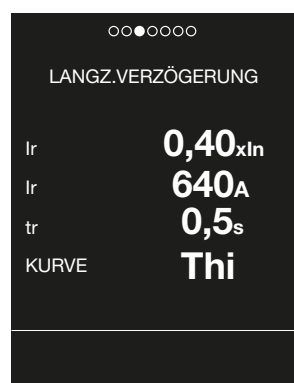 LANGZ.VERZÖGERUNG
Ir 0,40xIn
Ir 640A
tr 0,5s
KURVE Thi